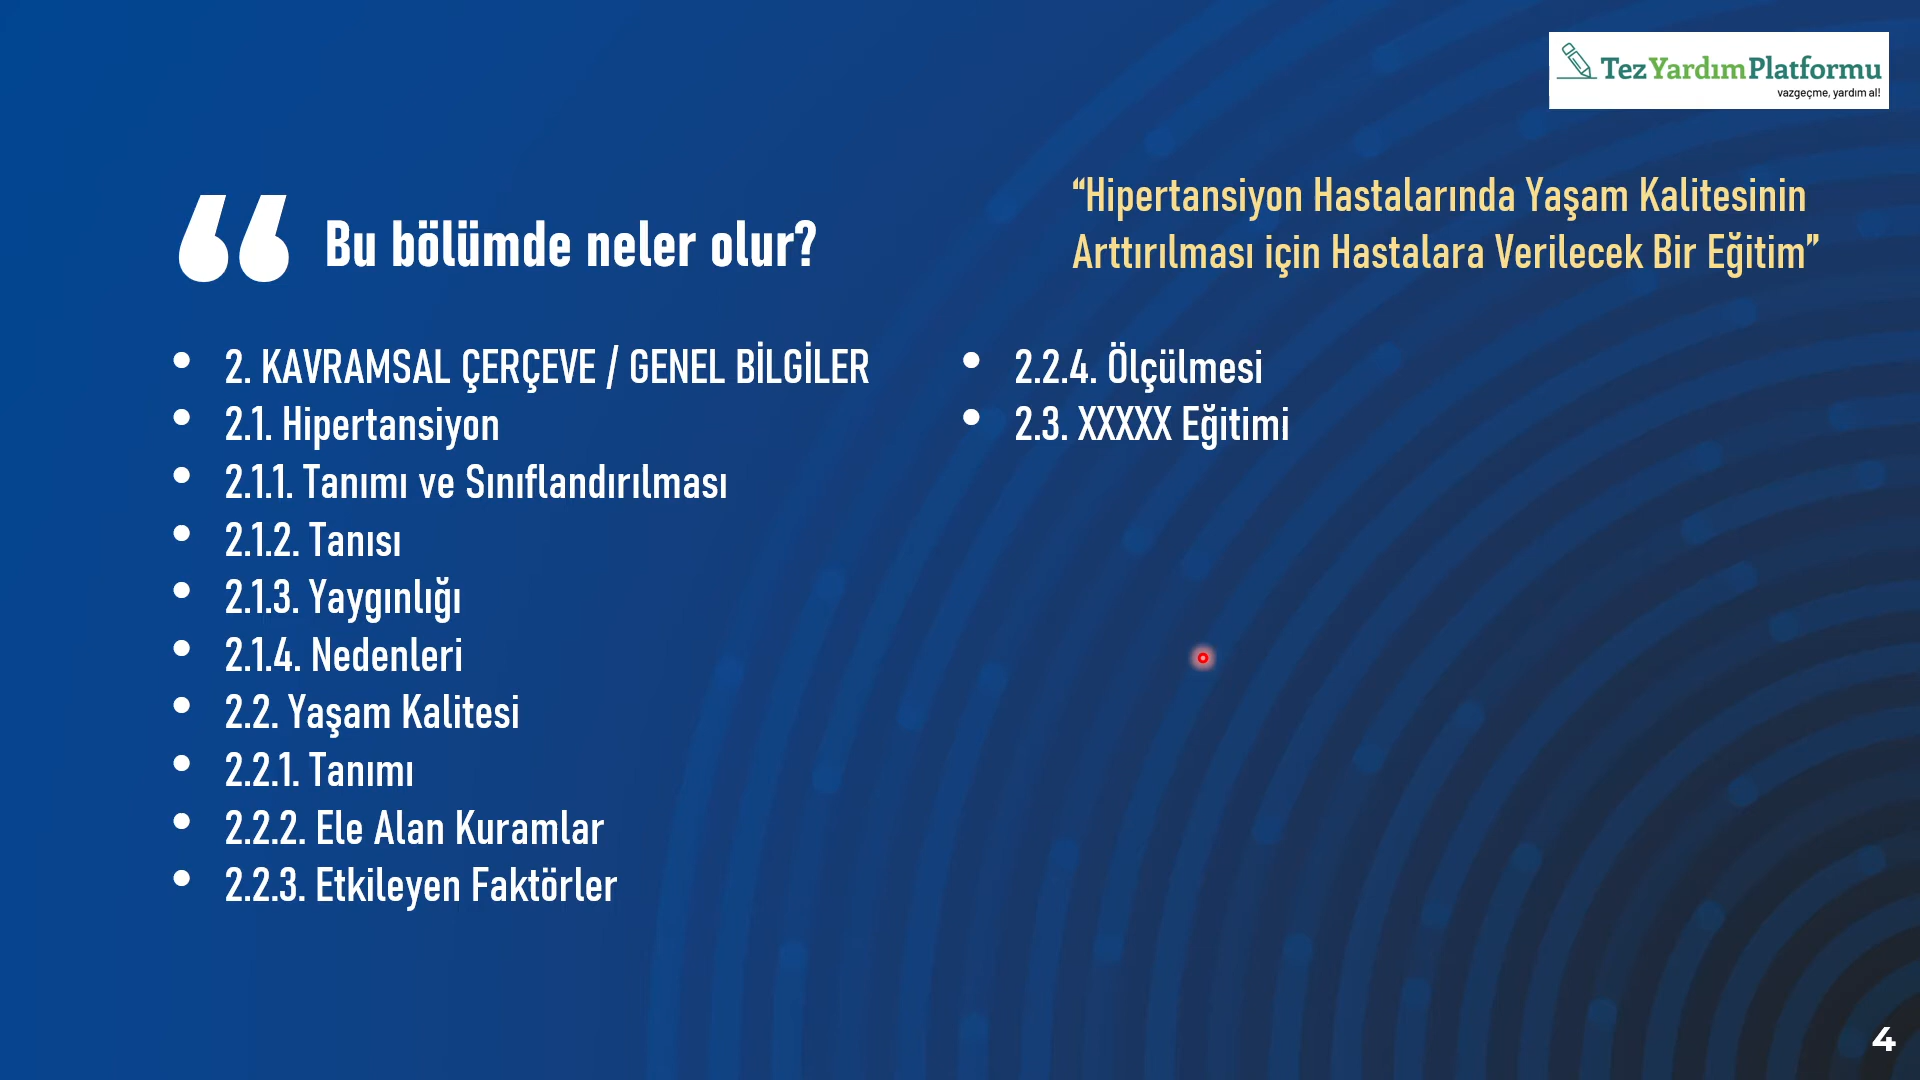 TezYardımPlatformu
vazgeçme, yardım al!
“Hipertansiyon Hastalarında Yaşam Kalitesinin
Arttırılması için Hastalara Verilecek Bir Eğitim”
“ Bu bölümde neler olur?
• 2. KAVRAMSAL ÇERÇEVE / GENEL BİLGİLER
• 2.1. Hipertansiyon
• 2.1.1. Tanımı ve Sınıflandırılması
• 2.1.2. Tanısı
• 2.1.3. Yaygınlığı
• 2.1.4. Nedenleri
• 2.2. Yaşam Kalitesi
• 2.2.1. Tanımı
• 2.2.2. Ele Alan Kuramlar
• 2.2.3. Etkileyen Faktörler
• 2.2.4. Ölçülmesi
• 2.3. XXXXX Eğitimi
4